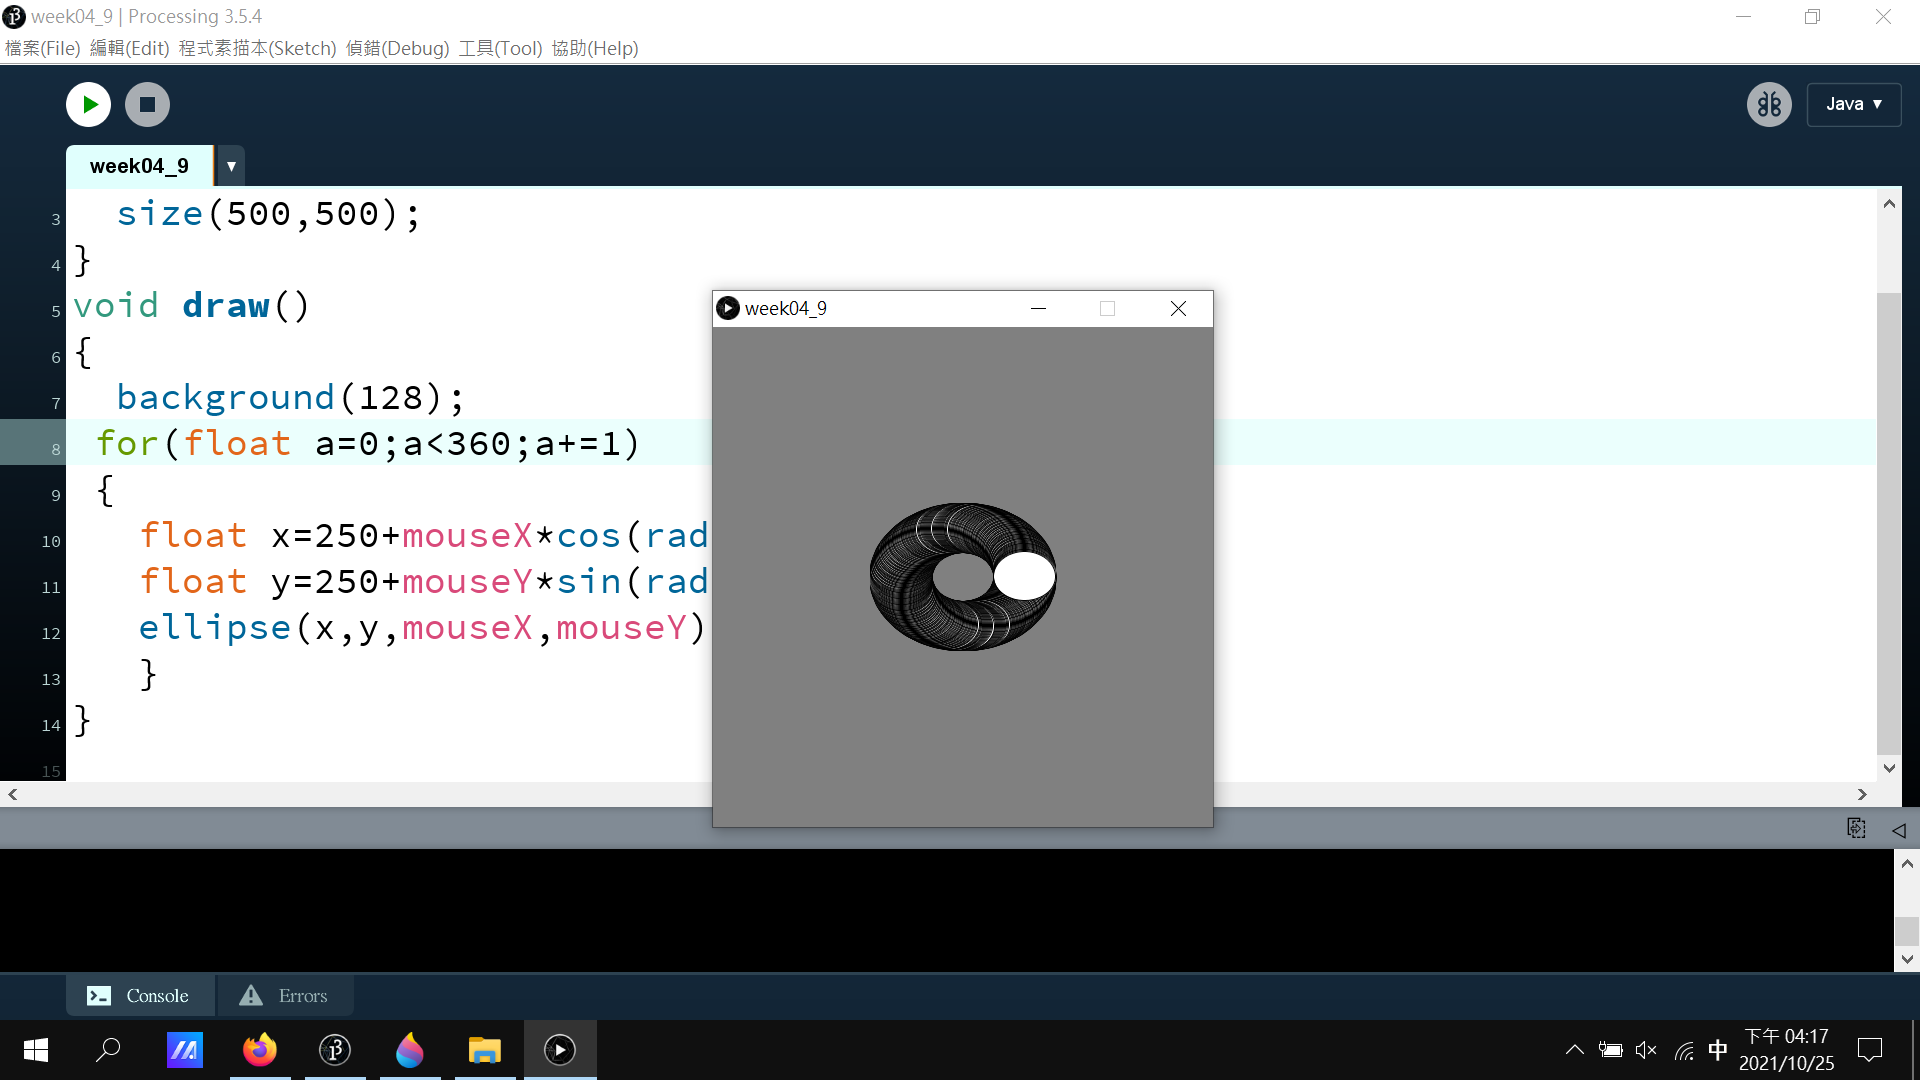 week04_9 | Processing 3.5.4
檔案(File) 編輯(Edit) 程式素描本(Sketch) 偵錯(Debug) 工具(Tool) 協助(Help)
Java ▼
week04_9 ▼
3 size(500,500);
4 }
5 void draw()
6 {
7 background(128);
8 for(float a=0;a<360;a+=1)
9 {
10 float x=250+mouseX*cos(rad
11 float y=250+mouseY*sin(rad
12 ellipse(x,y,mouseX,mouseY)
13 }
14 }
15
week04_9
Console Errors
中
下午 04:17
2021/10/25